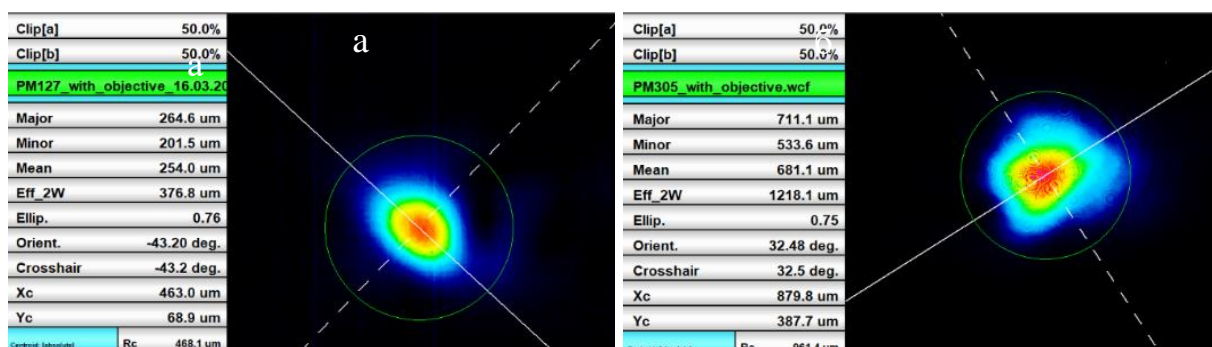 Clip[a] 50.0%
Clip[b] 50.0%
a
PM127_with_objective_16.03.20
Major 264.6 um
Minor 201.5 um
Mean 254.0 um
Eff_2W 376.8 um
Ellip. 0.76
Orient. -43.20 deg.
Crosshair -43.2 deg.
Xc 463.0 um
Yc 68.9 um
Rc 468.1 um
а
Clip[a] 50.0%
Clip[b] 50.0%
б
PM305_with_objective.wcf
Major 711.1 um
Minor 533.6 um
Mean 681.1 um
Eff_2W 1218.1 um
Ellip. 0.75
Orient. 32.48 deg.
Crosshair 32.5 deg.
Xc 879.8 um
Yc 387.7 um